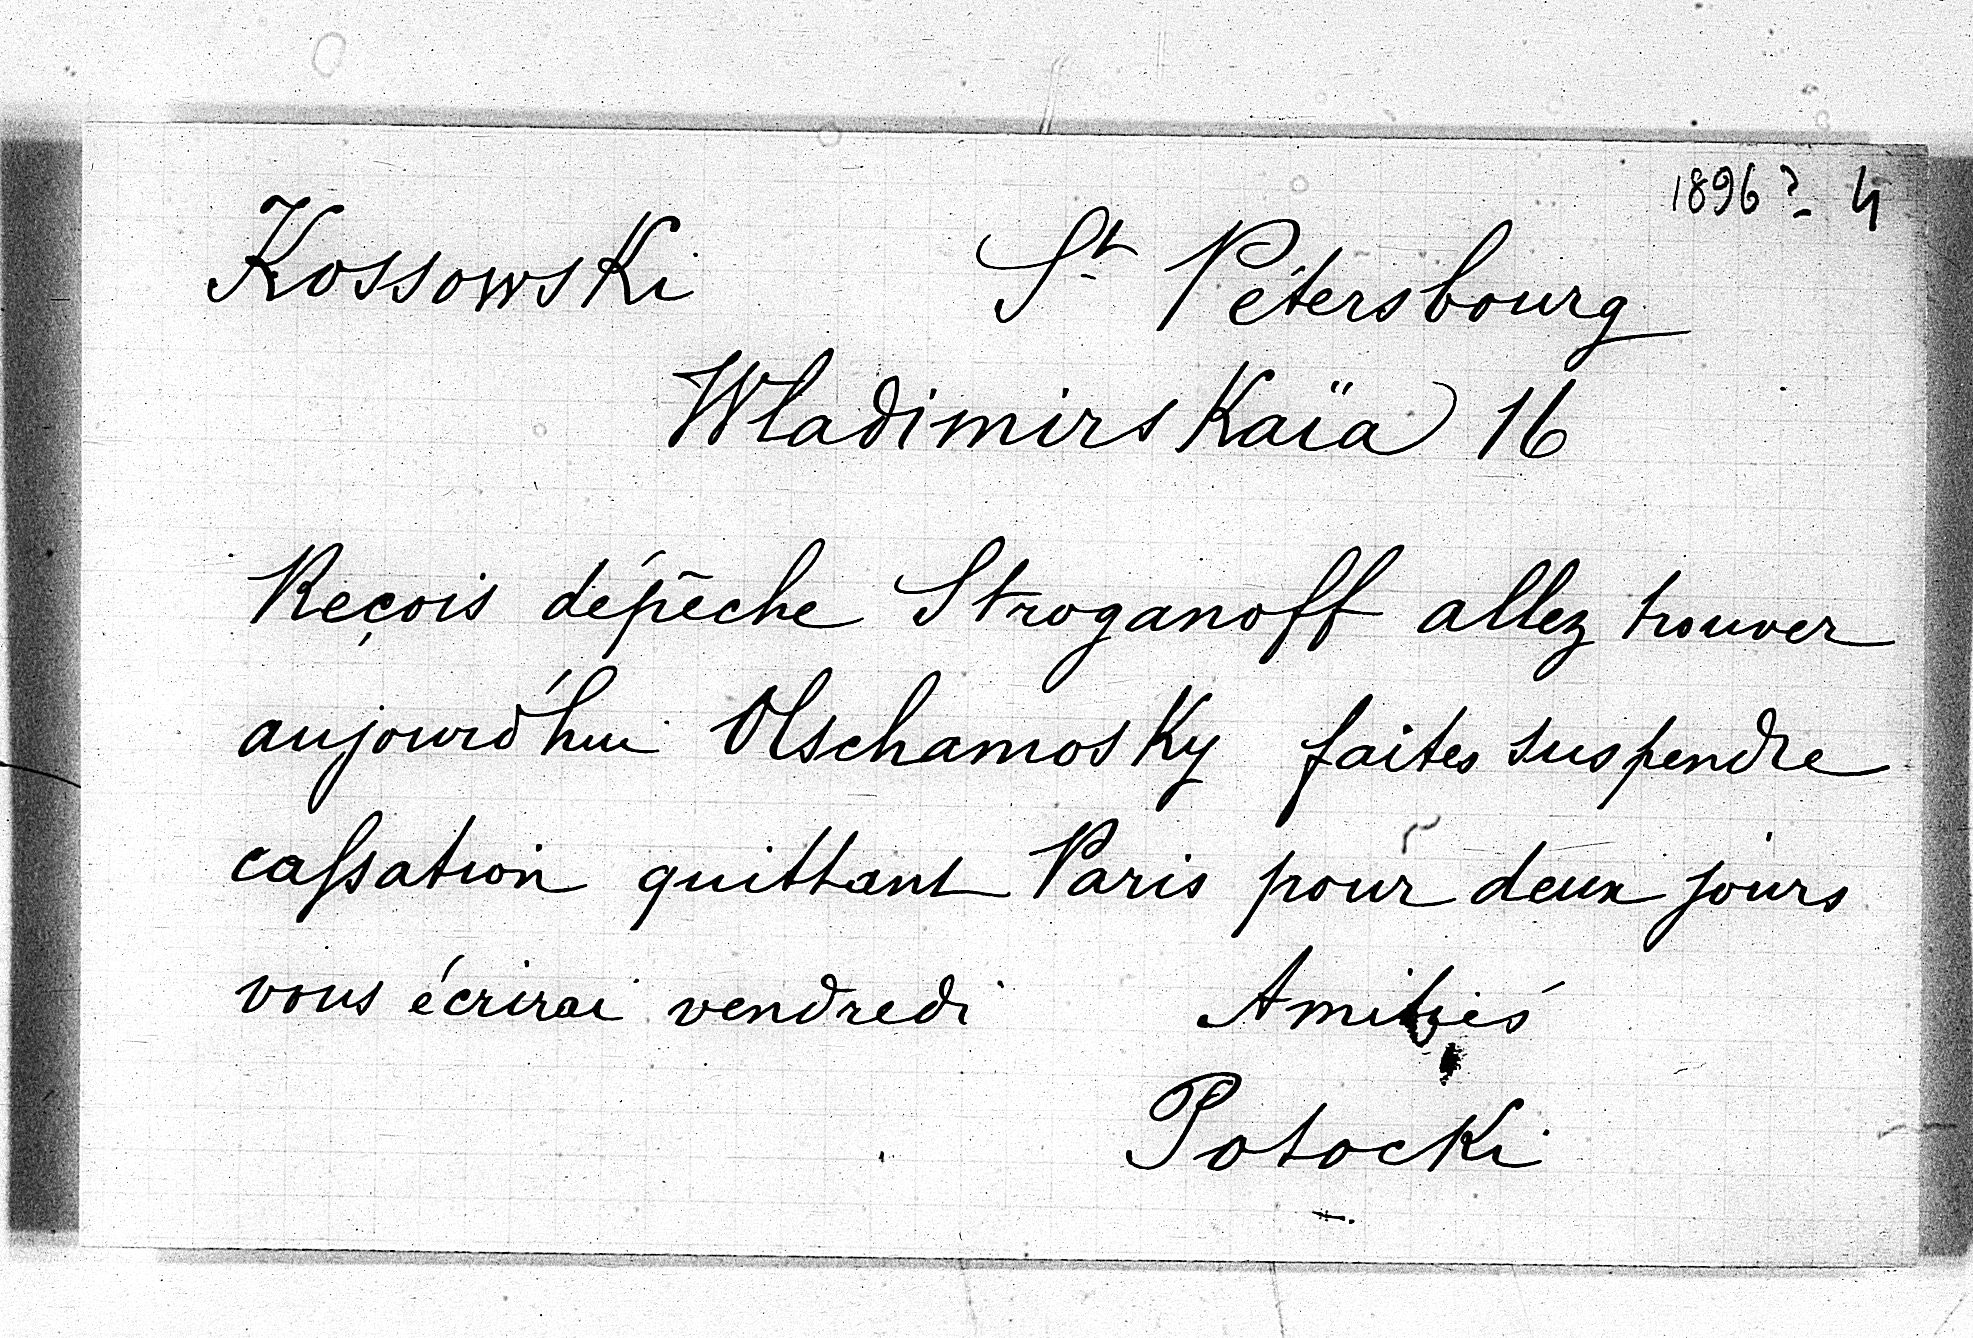 1896? 4
Kossowski St Pétersbourg
Wladimirskaïa 16
Reçois dépêche Stroganoff allez trouver
aujourd'hui Olschamosky faites suspendre
cassation quittant Paris pour deux jours
vous écrirai vendredi Amitiés
Potocki